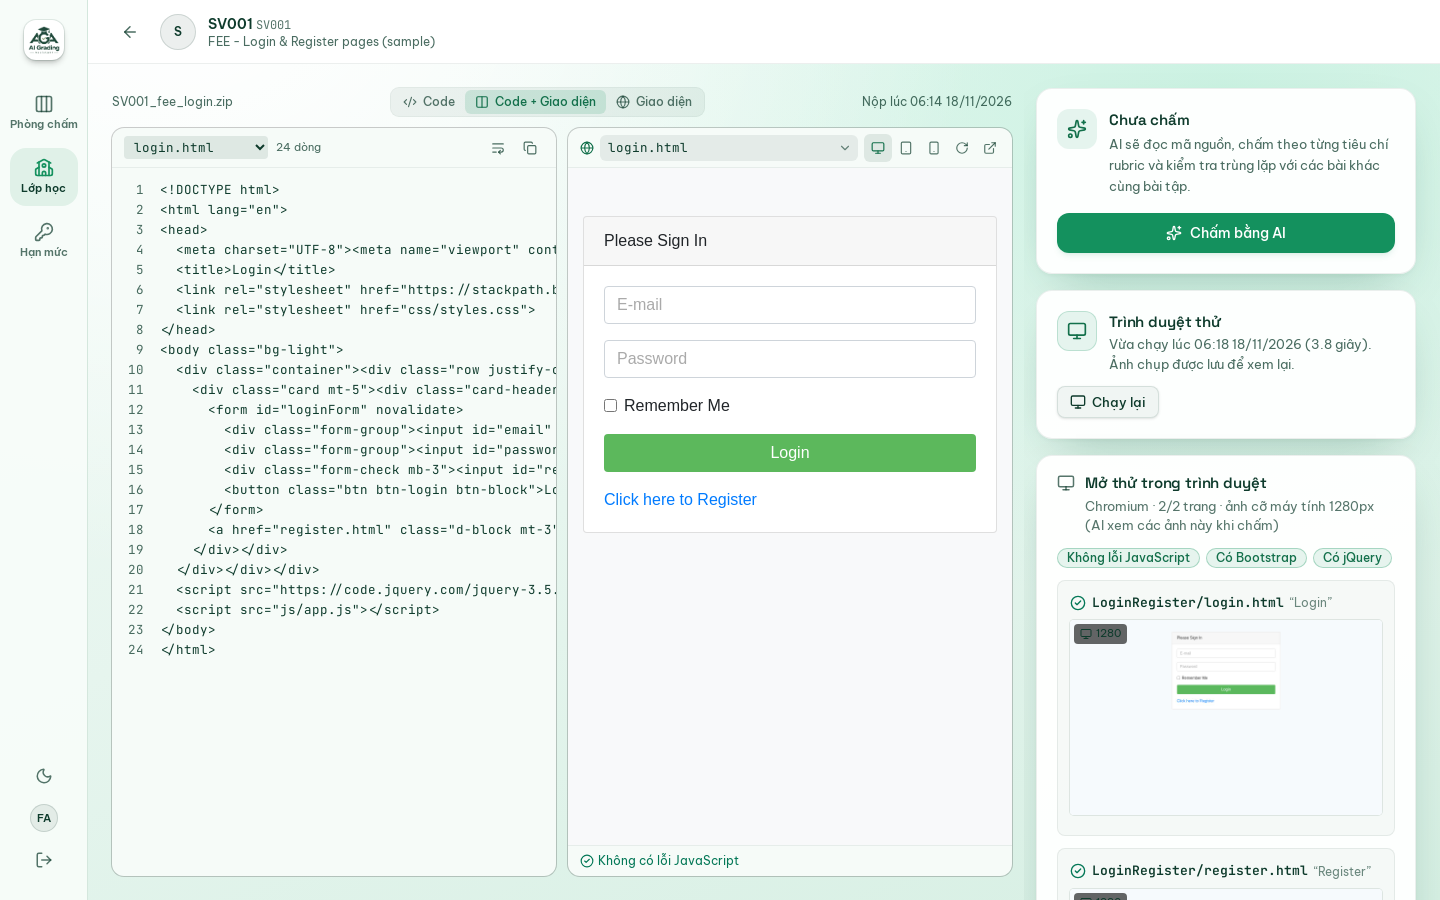 AI Grading
Phòng chấm
Lớp học
Hạn mức
FA
S
SV001 SV001
FEE - Login & Register pages (sample)
SV001_fee_login.zip
Code
Code + Giao diện
Giao diện
Nộp lúc 06:14 18/11/2026
login.html
24 dòng
1 <!DOCTYPE html>
2 <html lang="en">
3 <head>
4 <meta charset="UTF-8"><meta name="viewport" cont
5 <title>Login</title>
6 <link rel="stylesheet" href="https://stackpath.b
7 <link rel="stylesheet" href="css/styles.css">
8 </head>
9 <body class="bg-light">
10 <div class="container"><div class="row justify-c
11 <div class="card mt-5"><div class="card-header
12 <form id="loginForm" novalidate>
13 <div class="form-group"><input id="email"
14 <div class="form-group"><input id="passwor
15 <div class="form-check mb-3"><input id="re
16 <button class="btn btn-login btn-block">Lo
17 </form>
18 <a href="register.html" class="d-block mt-3"
19 </div></div>
20 </div></div></div>
21 <script src="https://code.jquery.com/jquery-3.5.
22 <script src="js/app.js"></script>
23 </body>
24 </html>
login.html
Please Sign In
E-mail
Password
Remember Me
Login
Click here to Register
Không có lỗi JavaScript
Chưa chấm
AI sẽ đọc mã nguồn, chấm theo từng tiêu chí
rubric và kiểm tra trùng lặp với các bài khác
cùng bài tập.
Chấm bằng AI
Trình duyệt thử
Vừa chạy lúc 06:18 18/11/2026 (3.8 giây).
Ảnh chụp được lưu để xem lại.
Chạy lại
Mở thử trong trình duyệt
Chromium · 2/2 trang · ảnh cỡ máy tính 1280px
(AI xem các ảnh này khi chấm)
Không lỗi JavaScript
Có Bootstrap
Có jQuery
LoginRegister/login.html “Login”
1280
Please Sign In
E-mail
Password
Remember Me
Login
Click here to Register
LoginRegister/register.html “Register”